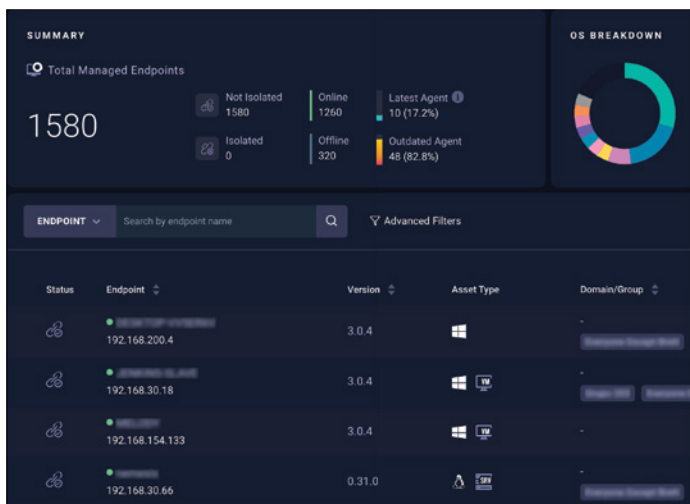 SUMMARY
Total Managed Endpoints
1580
Not Isolated
1580
Isolated
0
Online
1260
Offline
320
Latest Agent
10 (17.2%)
Outdated Agent
48 (82.8%)
OS BREAKDOWN
ENDPOINT
Search by endpoint name
Advanced Filters
Status Endpoint Version Asset Type Domain/Group
-
192.168.200.4 3.0.4
-
192.168.30.18 3.0.4 VM
192.168.154.133 3.0.4 VM -
-
192.168.30.66 0.31.0 SRV